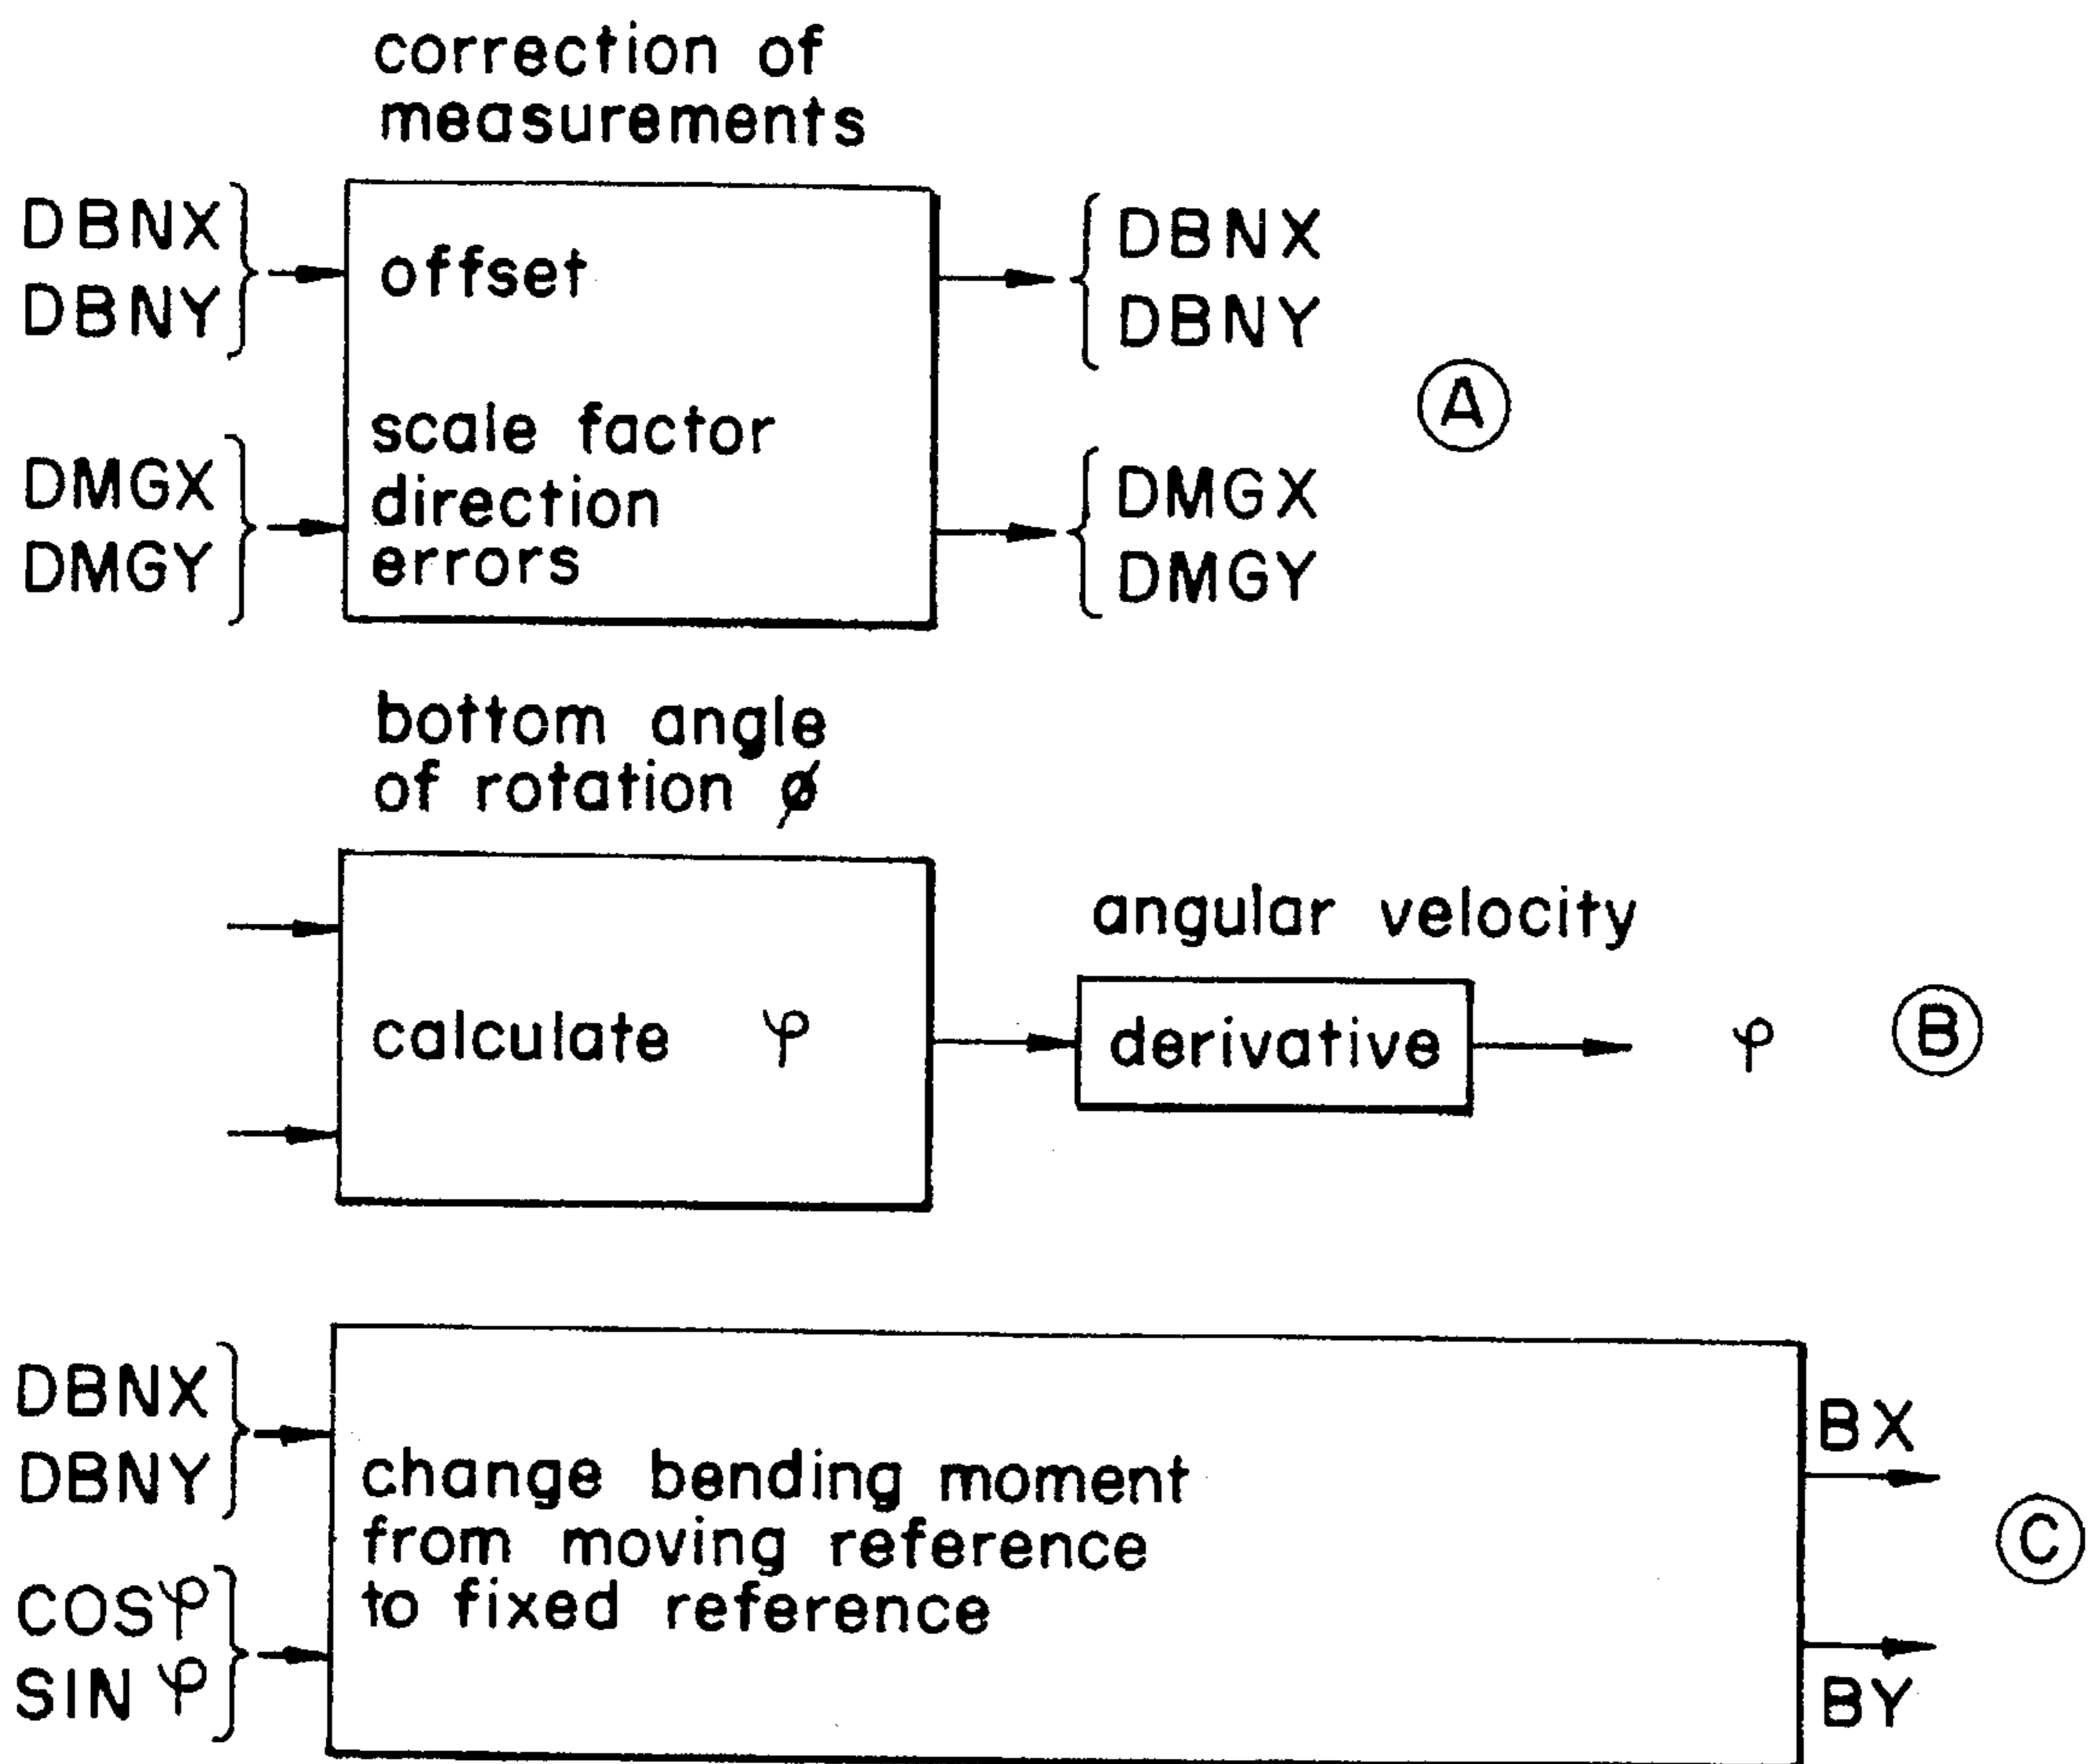 correction of
measurements
DBNX
DBNY
offset
DBNX
DBNY
A
DMGX
DMGY
scale factor
direction
errors
DMGX
DMGY
bottom angle
of rotation ø
calculate φ
angular velocity
derivative
φ
B
DBNX
DBNY
COSφ
SIN φ
change bending moment
from moving reference
to fixed reference
BX
BY
C